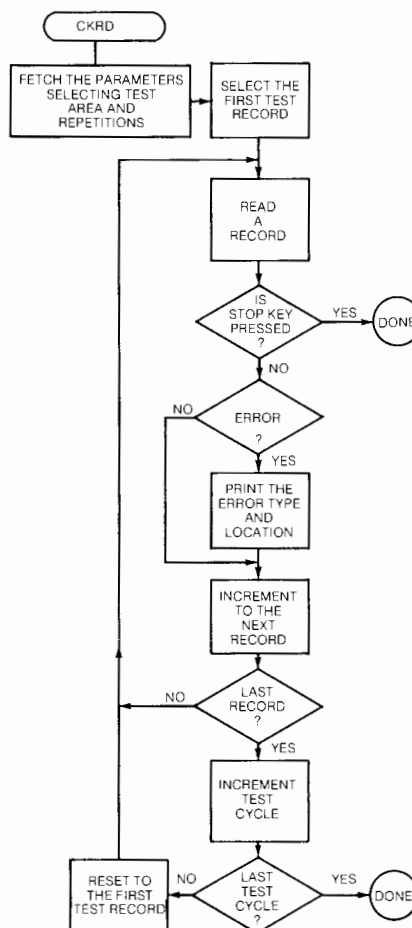 CKRD
FETCH THE PARAMETERS
SELECTING TEST
AREA AND
REPETITIONS
SELECT THE
FIRST TEST
RECORD
READ
A
RECORD
IS
STOP KEY
PRESSED
?
YES
DONE
NO
NO
ERROR
?
YES
PRINT THE
ERROR TYPE
AND
LOCATION
INCREMENT
TO THE
NEXT
RECORD
NO
LAST
RECORD
?
YES
INCREMENT
TEST
CYCLE
RESET TO
THE FIRST
TEST RECORD
NO
LAST
TEST
CYCLE
?
YES
DONE